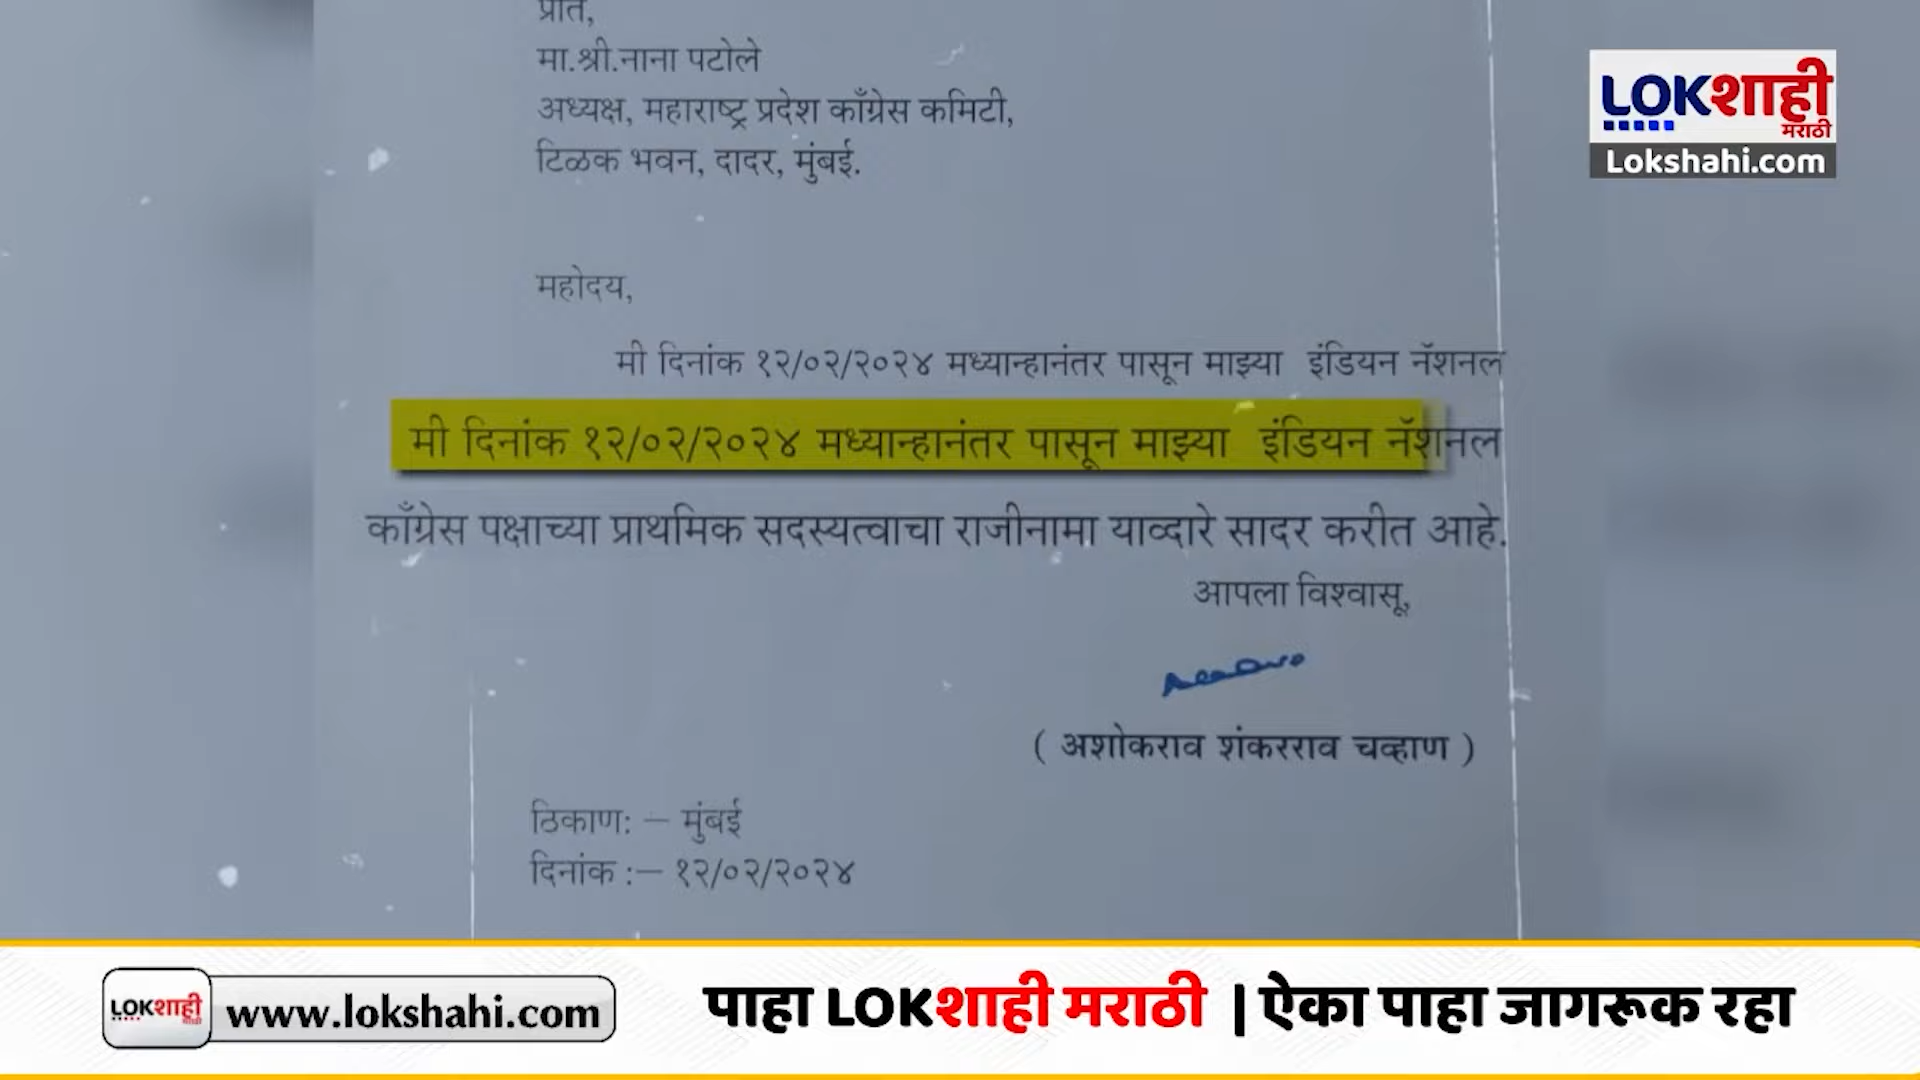 प्रति,
मा.श्री.नाना पटोले
अध्यक्ष, महाराष्ट्र प्रदेश काँग्रेस कमिटी,
टिळक भवन, दादर, मुंबई.
LOKशाही
मराठी
Lokshahi.com
महोदय,
मी दिनांक १२/०२/२०२४ मध्यान्हानंतर पासून माझ्या इंडियन नॅशनल
मी दिनांक १२/०२/२०२४ मध्यान्हानंतर पासून माझ्या इंडियन नॅशनल
काँग्रेस पक्षाच्या प्राथमिक सदस्यत्वाचा राजीनामा याव्दारे सादर करीत आहे.
आपला विश्वासू,
( अशोकराव शंकरराव चव्हाण )
ठिकाण: – मुंबई
दिनांक :– १२/०२/२०२४
LOKशाही
मराठी
www.lokshahi.com
पाहा LOKशाही मराठी | ऐका पाहा जागरूक रहा